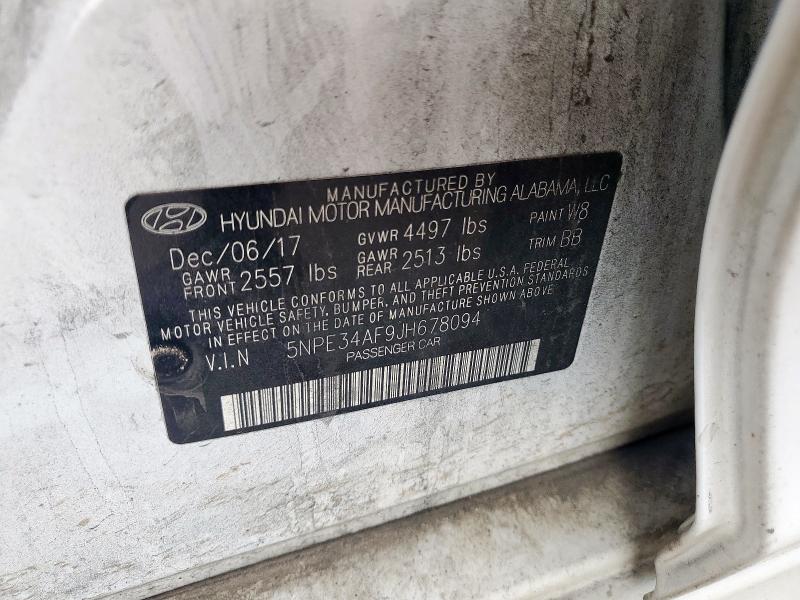 MANUFACTURED BY
HYUNDAI MOTOR MANUFACTURING ALABAMA, LLC
Dec/06/17 GVWR 4497 lbs PAINT W8
GAWR FRONT 2557 lbs GAWR REAR 2513 lbs TRIM BB
THIS VEHICLE CONFORMS TO ALL APPLICABLE U.S.A. FEDERAL
MOTOR VEHICLE SAFETY, BUMPER, AND THEFT PREVENTION STANDARDS
IN EFFECT ON THE DATE OF MANUFACTURE SHOWN ABOVE
V.I.N 5NPE34AF9JH678094
PASSENGER CAR